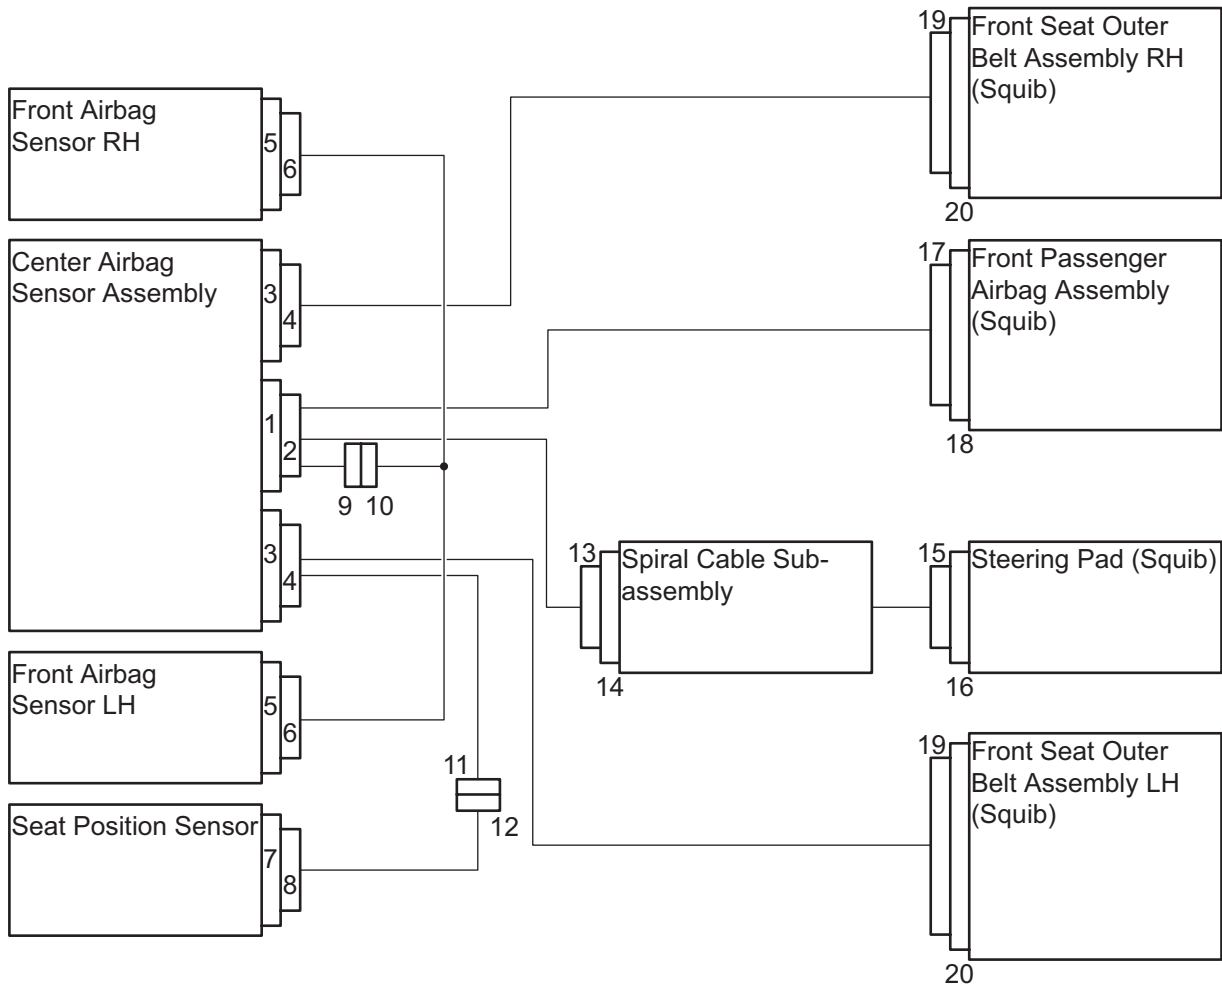 Front Airbag
Sensor RH
5
6
Center Airbag
Sensor Assembly
3
4
1
2
9 10
3
4
Front Airbag
Sensor LH
5
6
11
12
Seat Position Sensor
7
8
13
Spiral Cable Sub-
assembly
14
19
Front Seat Outer
Belt Assembly RH
(Squib)
20
17
Front Passenger
Airbag Assembly
(Squib)
18
15
Steering Pad (Squib)
16
19
Front Seat Outer
Belt Assembly LH
(Squib)
20